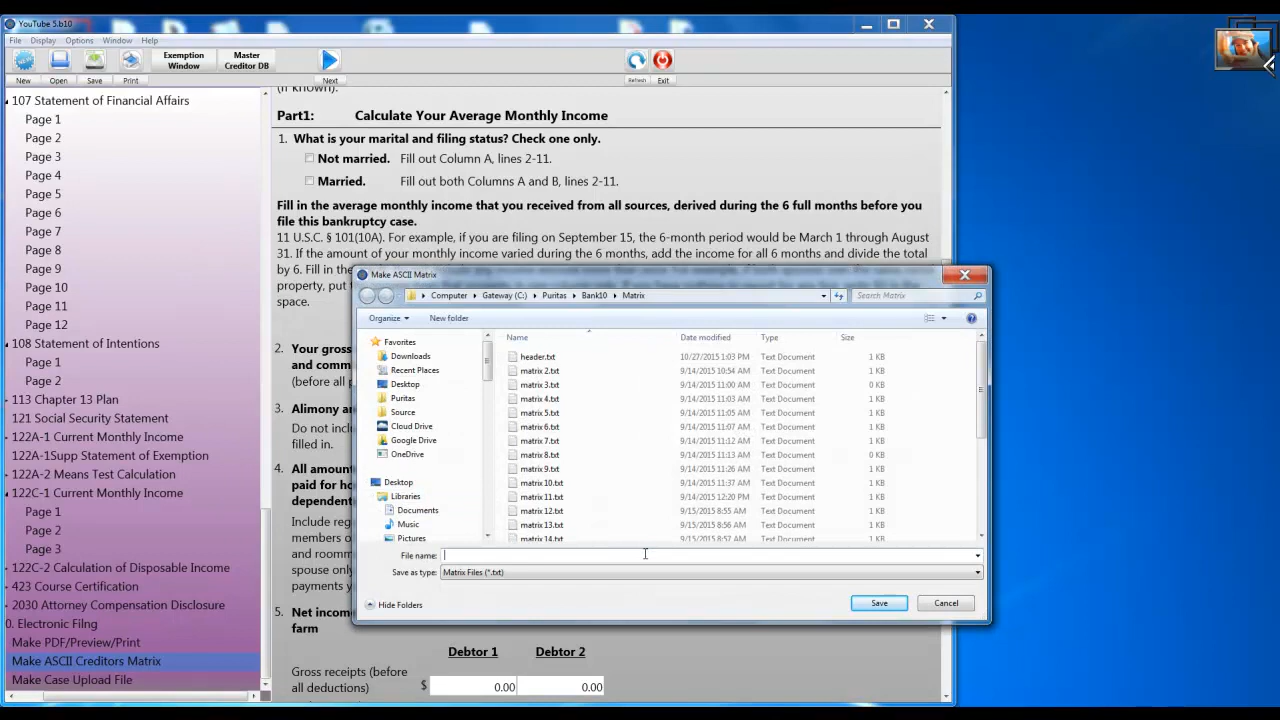 YouTube 5.b10
File Display Options Window Help
Exemption Window
Master Creditor DB
New Open Save Print Next Refresh Exit
107 Statement of Financial Affairs
Page 1
Page 2
Page 3
Page 4
Page 5
Page 6
Page 7
Page 8
Page 9
Page 10
Page 11
Page 12
108 Statement of Intentions
Page 1
Page 2
113 Chapter 13 Plan
121 Social Security Statement
122A-1 Current Monthly Income
122A-1Supp Statement of Exemption
122A-2 Means Test Calculation
122C-1 Current Monthly Income
Page 1
Page 2
Page 3
122C-2 Calculation of Disposable Income
423 Course Certification
2030 Attorney Compensation Disclosure
0. Electronic Filng
Make PDF/Preview/Print
Make ASCII Creditors Matrix
Make Case Upload File
(if known).
Part1: Calculate Your Average Monthly Income
1. What is your marital and filing status? Check one only.
Not married. Fill out Column A, lines 2-11.
Married. Fill out both Columns A and B, lines 2-11.
Fill in the average monthly income that you received from all sources, derived during the 6 full months before you
file this bankruptcy case.
11 U.S.C. § 101(10A). For example, if you are filing on September 15, the 6-month period would be March 1 through August
31. If the amount of your monthly income varied during the 6 months, add the income for all 6 months and divide the total
by 6. Fill in the
property, put t
space.
2. Your gross
and comm
(before all p
3. Alimony a
Do not incl
filled in.
4. All amount
paid for ho
dependent
Include reg
members o
and roomm
spouse only
payments y
5. Net incom
farm
Debtor 1 Debtor 2
Gross receipts (before
all deductions)
$ 0.00 0.00
Make ASCII Matrix
Computer Gateway (C:) Puritas Bank10 Matrix
Search Matrix
Organize New folder
Favorites
Downloads
Recent Places
Desktop
Puritas
Source
Cloud Drive
Google Drive
OneDrive
Desktop
Libraries
Documents
Music
Pictures
Name Date modified Type Size
header.txt 10/27/2015 1:03 PM Text Document 1 KB
matrix 2.txt 9/14/2015 10:54 AM Text Document 1 KB
matrix 3.txt 9/14/2015 11:00 AM Text Document 0 KB
matrix 4.txt 9/14/2015 11:03 AM Text Document 1 KB
matrix 5.txt 9/14/2015 11:05 AM Text Document 1 KB
matrix 6.txt 9/14/2015 11:07 AM Text Document 1 KB
matrix 7.txt 9/14/2015 11:12 AM Text Document 1 KB
matrix 8.txt 9/14/2015 11:13 AM Text Document 0 KB
matrix 9.txt 9/14/2015 11:26 AM Text Document 1 KB
matrix 10.txt 9/14/2015 11:37 AM Text Document 1 KB
matrix 11.txt 9/14/2015 12:20 PM Text Document 1 KB
matrix 12.txt 9/15/2015 8:55 AM Text Document 1 KB
matrix 13.txt 9/15/2015 8:56 AM Text Document 1 KB
matrix 14.txt 9/15/2015 8:57 AM Text Document 1 KB
File name:
Save as type: Matrix Files (*.txt)
Hide Folders Save Cancel